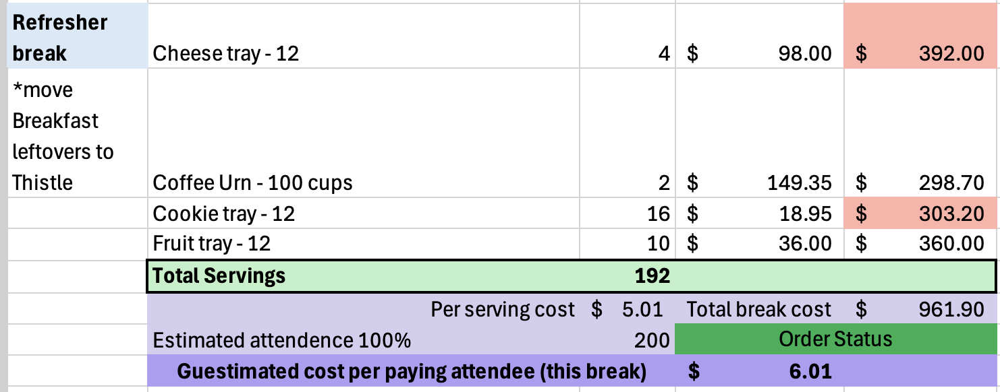 Refresher
break Cheese tray - 12 4 $ 98.00 $ 392.00
*move
Breakfast
leftovers to
Thistle Coffee Urn - 100 cups 2 $ 149.35 $ 298.70
Cookie tray - 12 16 $ 18.95 $ 303.20
Fruit tray - 12 10 $ 36.00 $ 360.00
Total Servings 192
Per serving cost $ 5.01 Total break cost $ 961.90
Estimated attendence 100% 200 Order Status
Guestimated cost per paying attendee (this break) $ 6.01